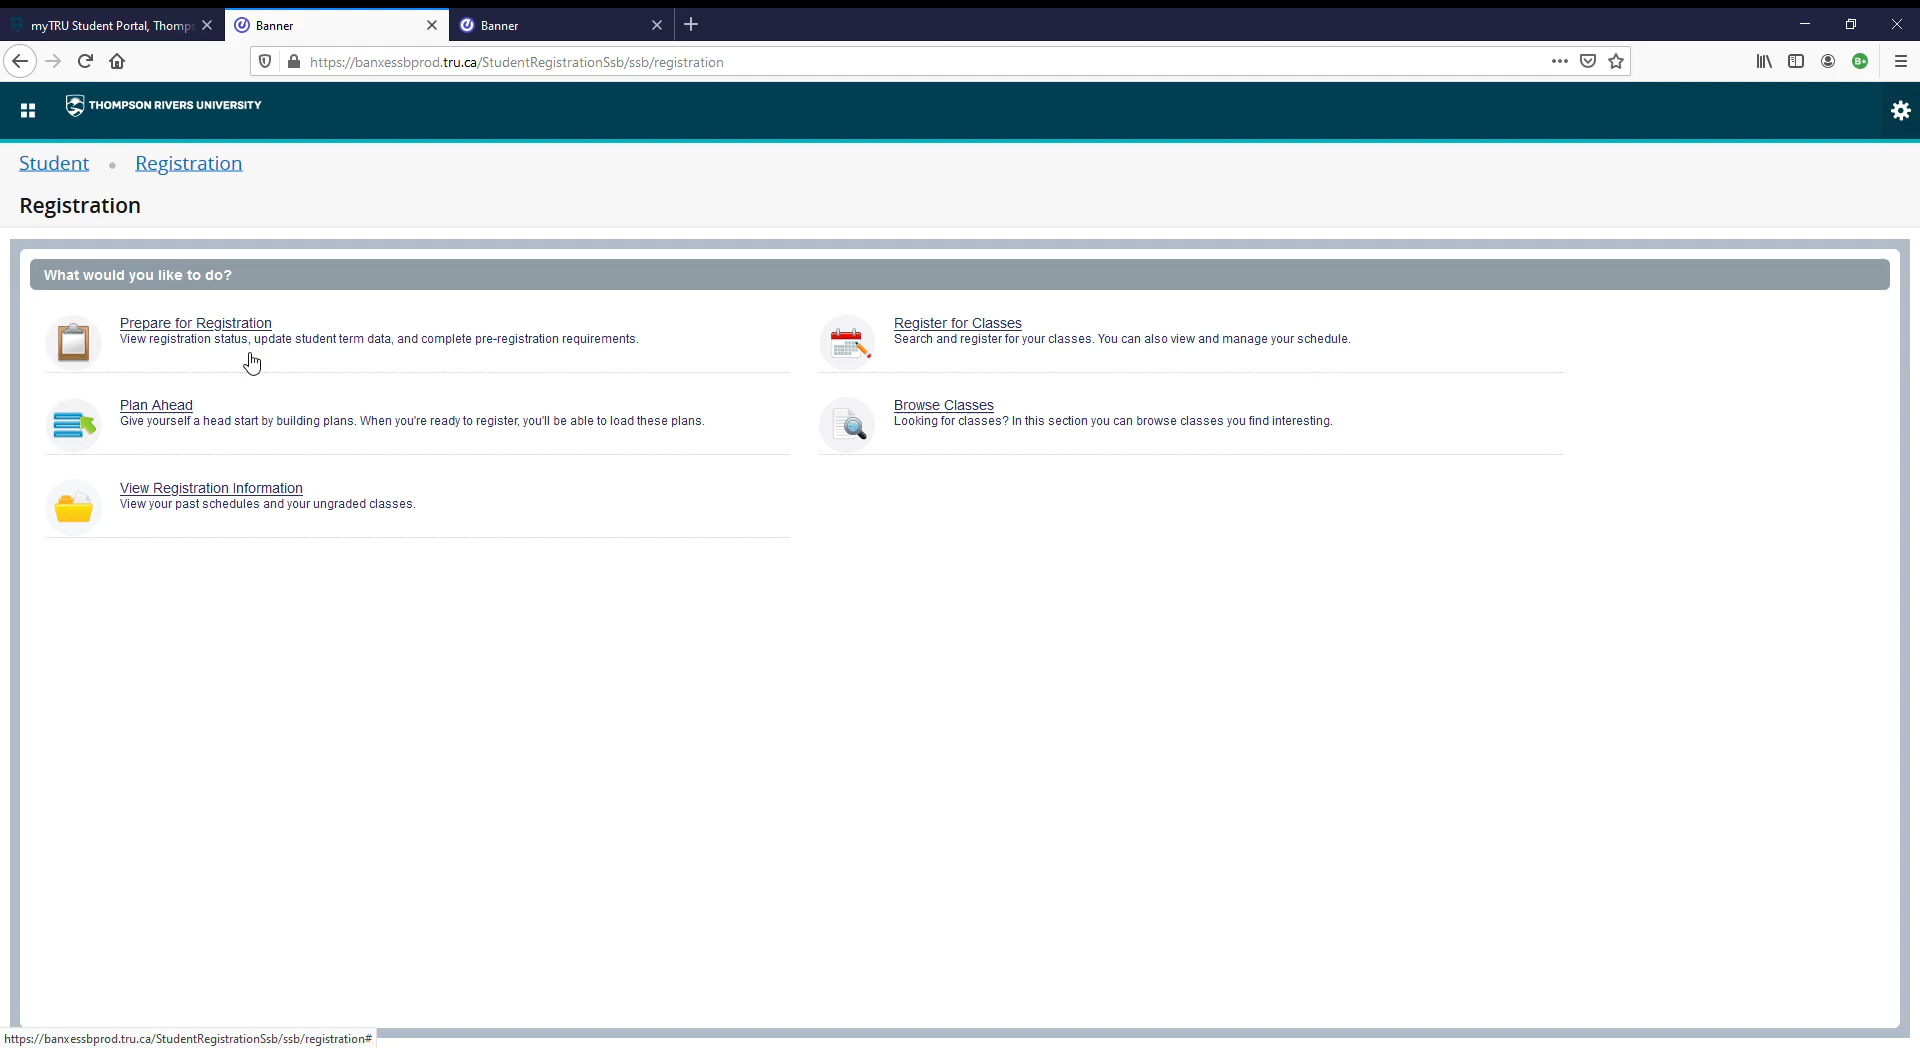 myTRU Student Portal, Thomps
Banner
Banner
https://banxessbprod.tru.ca/StudentRegistrationSsb/ssb/registration
B+
THOMPSON RIVERS UNIVERSITY
Student
Registration
Registration
What would you like to do?
Prepare for Registration
View registration status, update student term data, and complete pre-registration requirements.
Register for Classes
Search and register for your classes. You can also view and manage your schedule.
Plan Ahead
Give yourself a head start by building plans. When you're ready to register, you'll be able to load these plans.
Browse Classes
Looking for classes? In this section you can browse classes you find interesting.
View Registration Information
View your past schedules and your ungraded classes.
https://banxessbprod.tru.ca/StudentRegistrationSsb/ssb/registration#